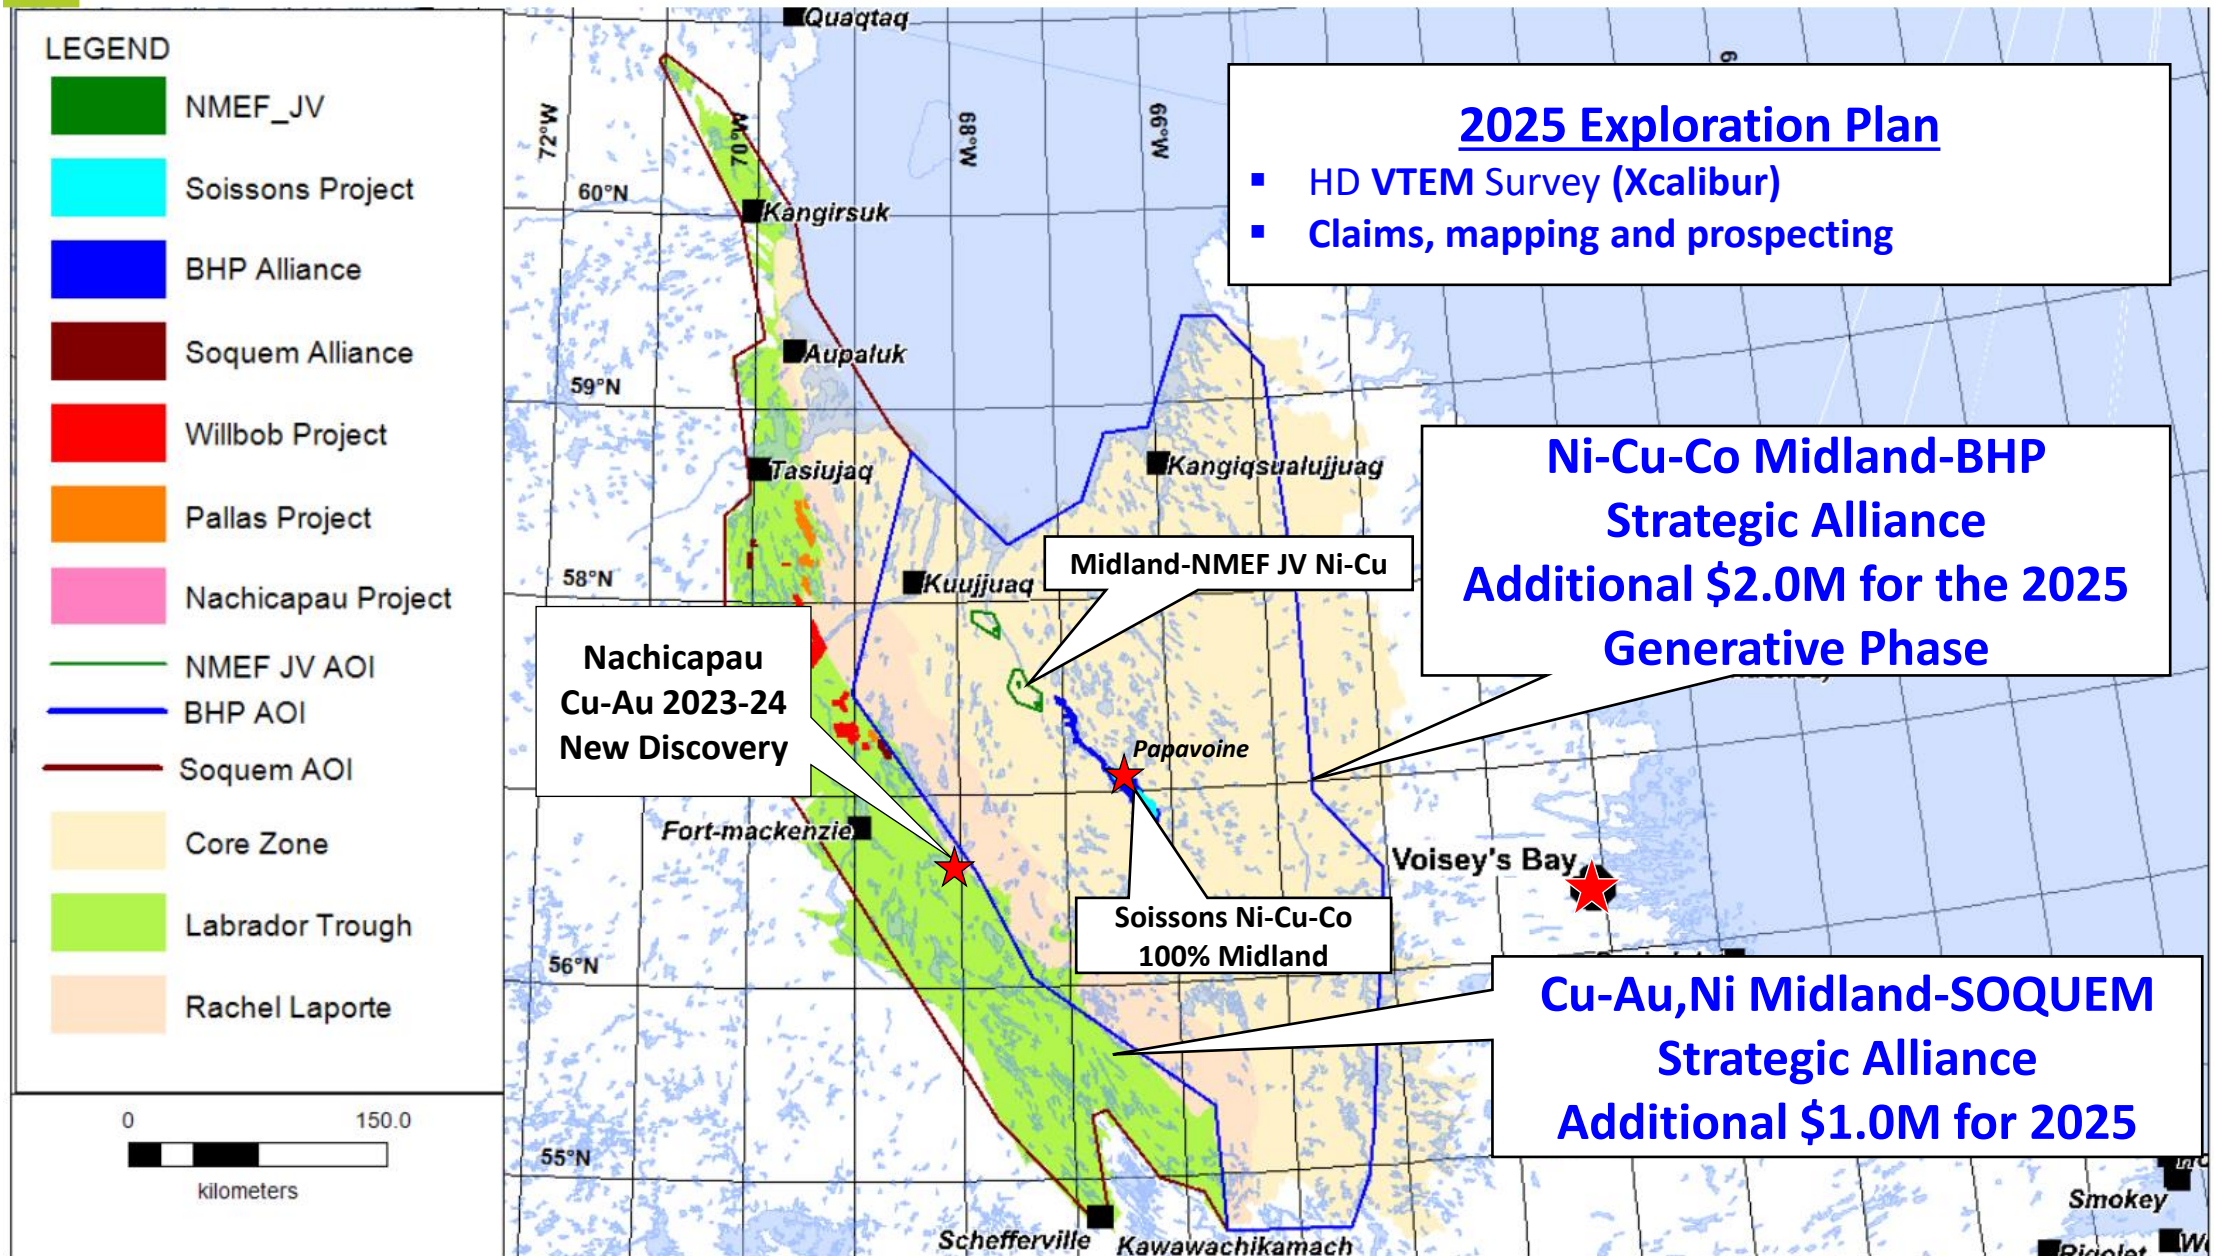 LEGEND
NMEF_JV
Soissons Project
BHP Alliance
Soquem Alliance
Willbob Project
Pallas Project
Nachicapau Project
NMEF JV AOI
BHP AOI
Soquem AOI
Core Zone
Labrador Trough
Rachel Laporte
0 150.0
kilometers
Quaqtaq
72°W
70°W
68°W
66°W
60°N
Kangirsuk
2025 Exploration Plan
▪ HD VTEM Survey (Xcalibur)
▪ Claims, mapping and prospecting
Aupaluk
59°N
Tasiujaq
Kangiqsualujjuag
Ni-Cu-Co Midland-BHP
Strategic Alliance
Additional $2.0M for the 2025
Generative Phase
58°N
Kuujjuaq
Midland-NMEF JV Ni-Cu
Nachicapau
Cu-Au 2023-24
New Discovery
Papavoine
Fort-mackenzie
Voisey's Bay
Soissons Ni-Cu-Co
100% Midland
56°N
Cu-Au,Ni Midland-SOQUEM
Strategic Alliance
Additional $1.0M for 2025
55°N
Schefferville
Kawawachikamach
Smokey
Rigolet